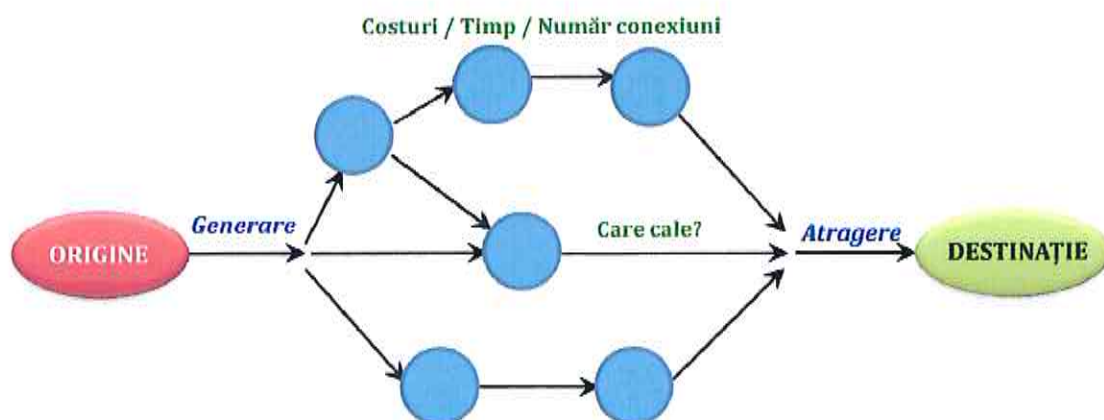 Costuri / Timp / Număr conexiuni
ORIGINE
Generare
Care cale?
Atragere
DESTINAȚIE